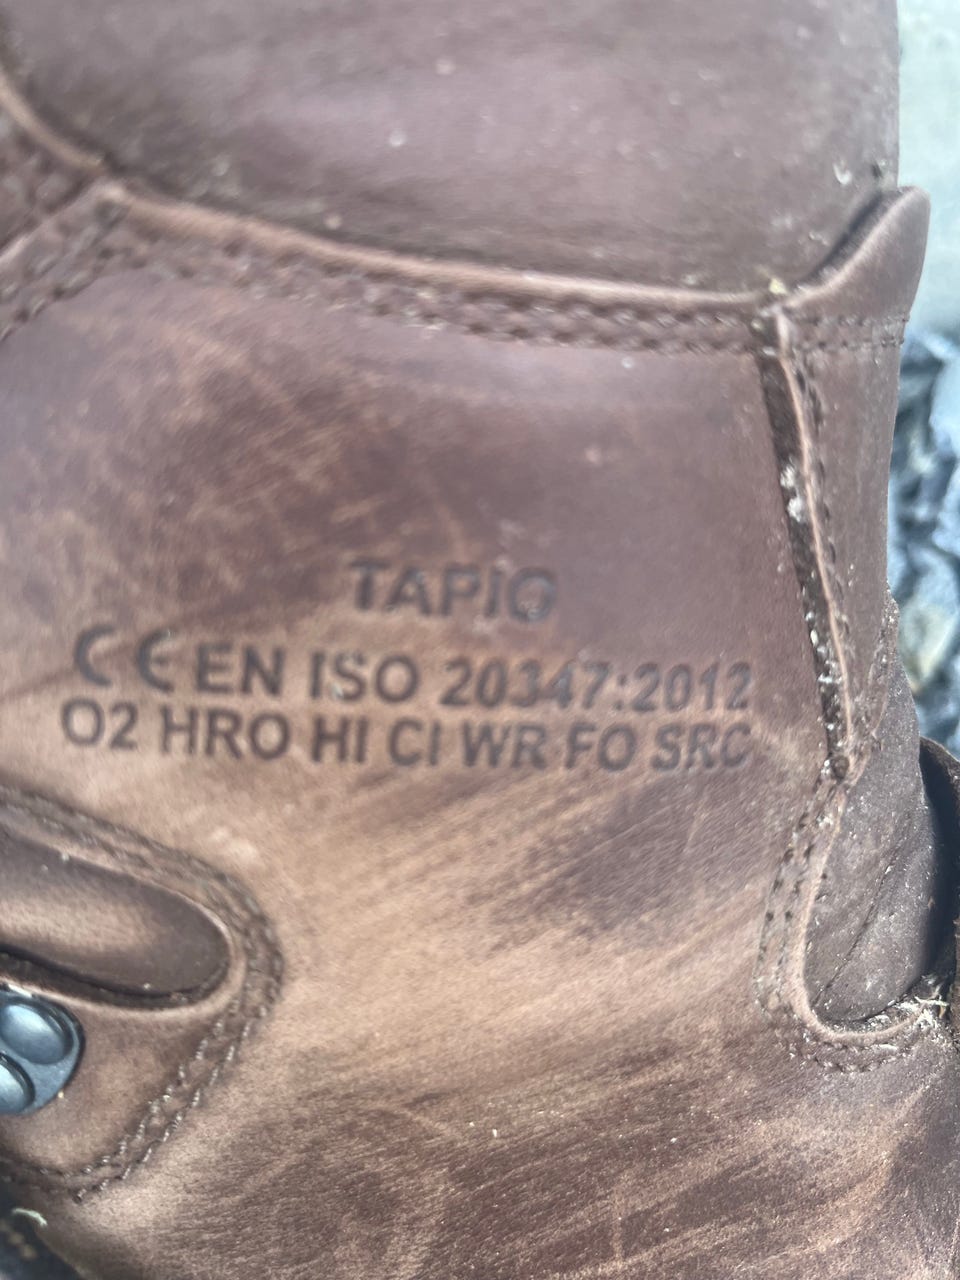 TAPIO
CE EN ISO 20347:2012
O2 HRO HI CI WR FO SRC